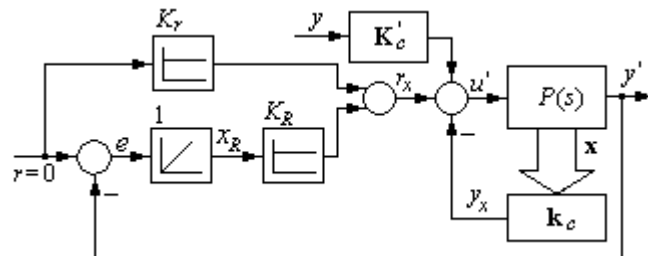 K_r
y
K'_c
r_x
u'
P(s)
y'
e
1
x_R
K_R
r=0
−
−
x
y_x
k_c